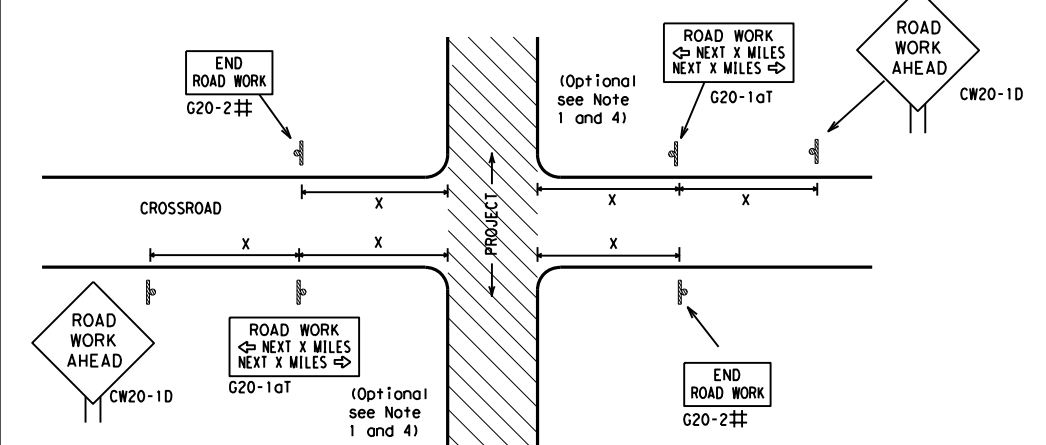 ROAD
WORK
AHEAD
CW20-1D
ROAD WORK
⇦ NEXT X MILES
NEXT X MILES ⇨
G20-1aT
(Optional
see Note
1 and 4)
END
ROAD WORK
G20-2#
X
X
X
CROSSROAD
PROJECT
X
X
X
ROAD
WORK
AHEAD
CW20-1D
ROAD WORK
⇦ NEXT X MILES
NEXT X MILES ⇨
G20-1aT
(Optional
see Note
1 and 4)
END
ROAD WORK
G20-2#